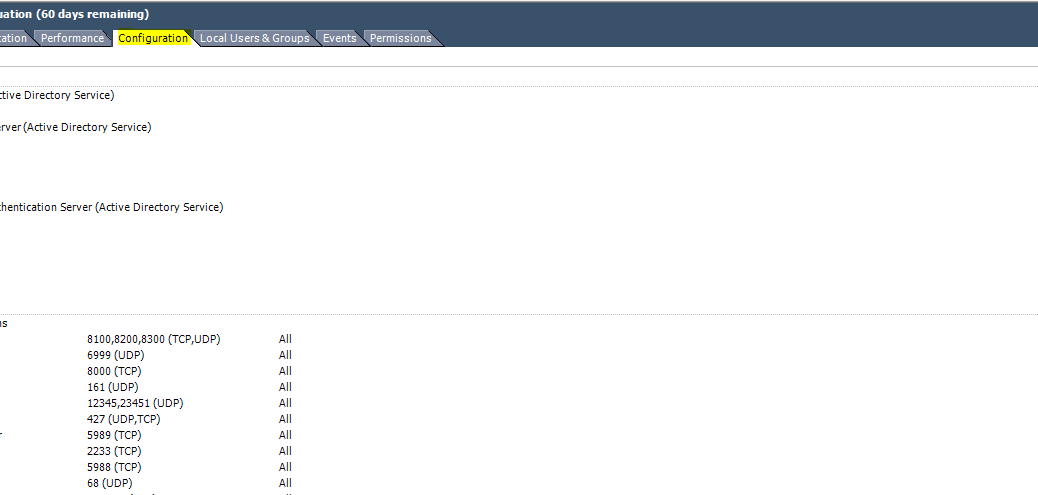 uation (60 days remaining)
ation Performance Configuration Local Users & Groups Events Permissions
ctive Directory Service)
erver (Active Directory Service)
thentication Server (Active Directory Service)
ns
8100,8200,8300 (TCP,UDP) All
6999 (UDP) All
8000 (TCP) All
161 (UDP) All
12345,23451 (UDP) All
427 (UDP,TCP) All
r 5989 (TCP) All
2233 (TCP) All
5988 (TCP) All
68 (UDP) All